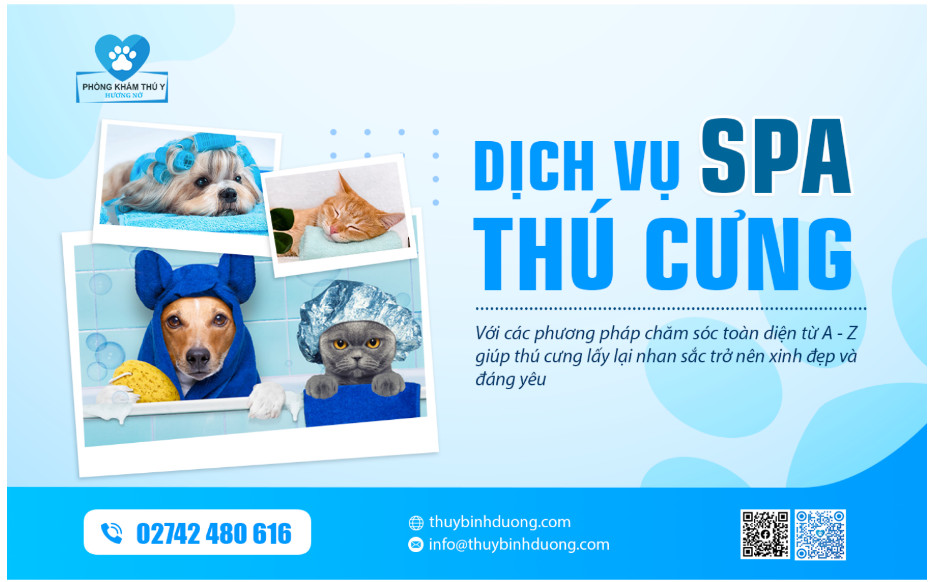 PHÒNG KHÁM THÚ Y
HƯƠNG NỞ
DỊCH VỤ SPA
THÚ CƯNG
Với các phương pháp chăm sóc toàn diện từ A - Z
giúp thú cưng lấy lại nhan sắc trở nên xinh đẹp và
đáng yêu
02742 480 616
thuybinhduong.com
info@thuybinhduong.com